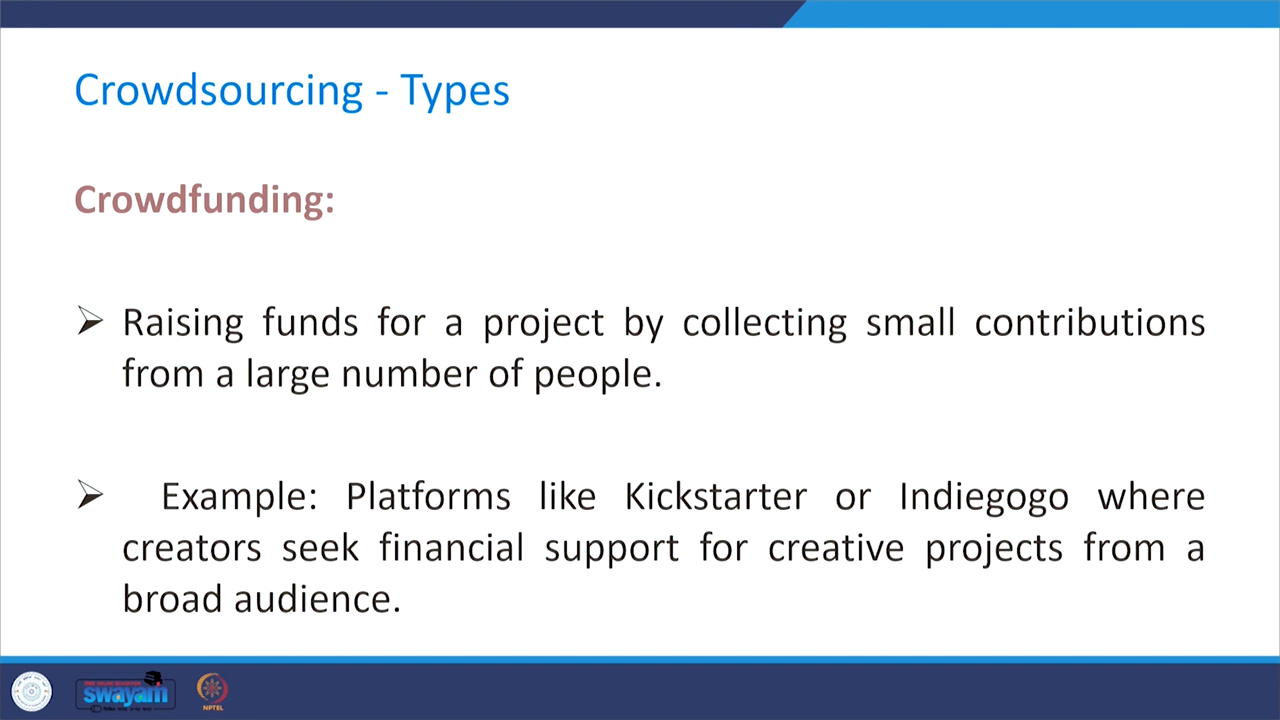 Crowdsourcing - Types
Crowdfunding:
➢ Raising funds for a project by collecting small contributions
from a large number of people.
➢ Example: Platforms like Kickstarter or Indiegogo where
creators seek financial support for creative projects from a
broad audience.
swayam
NPTEL